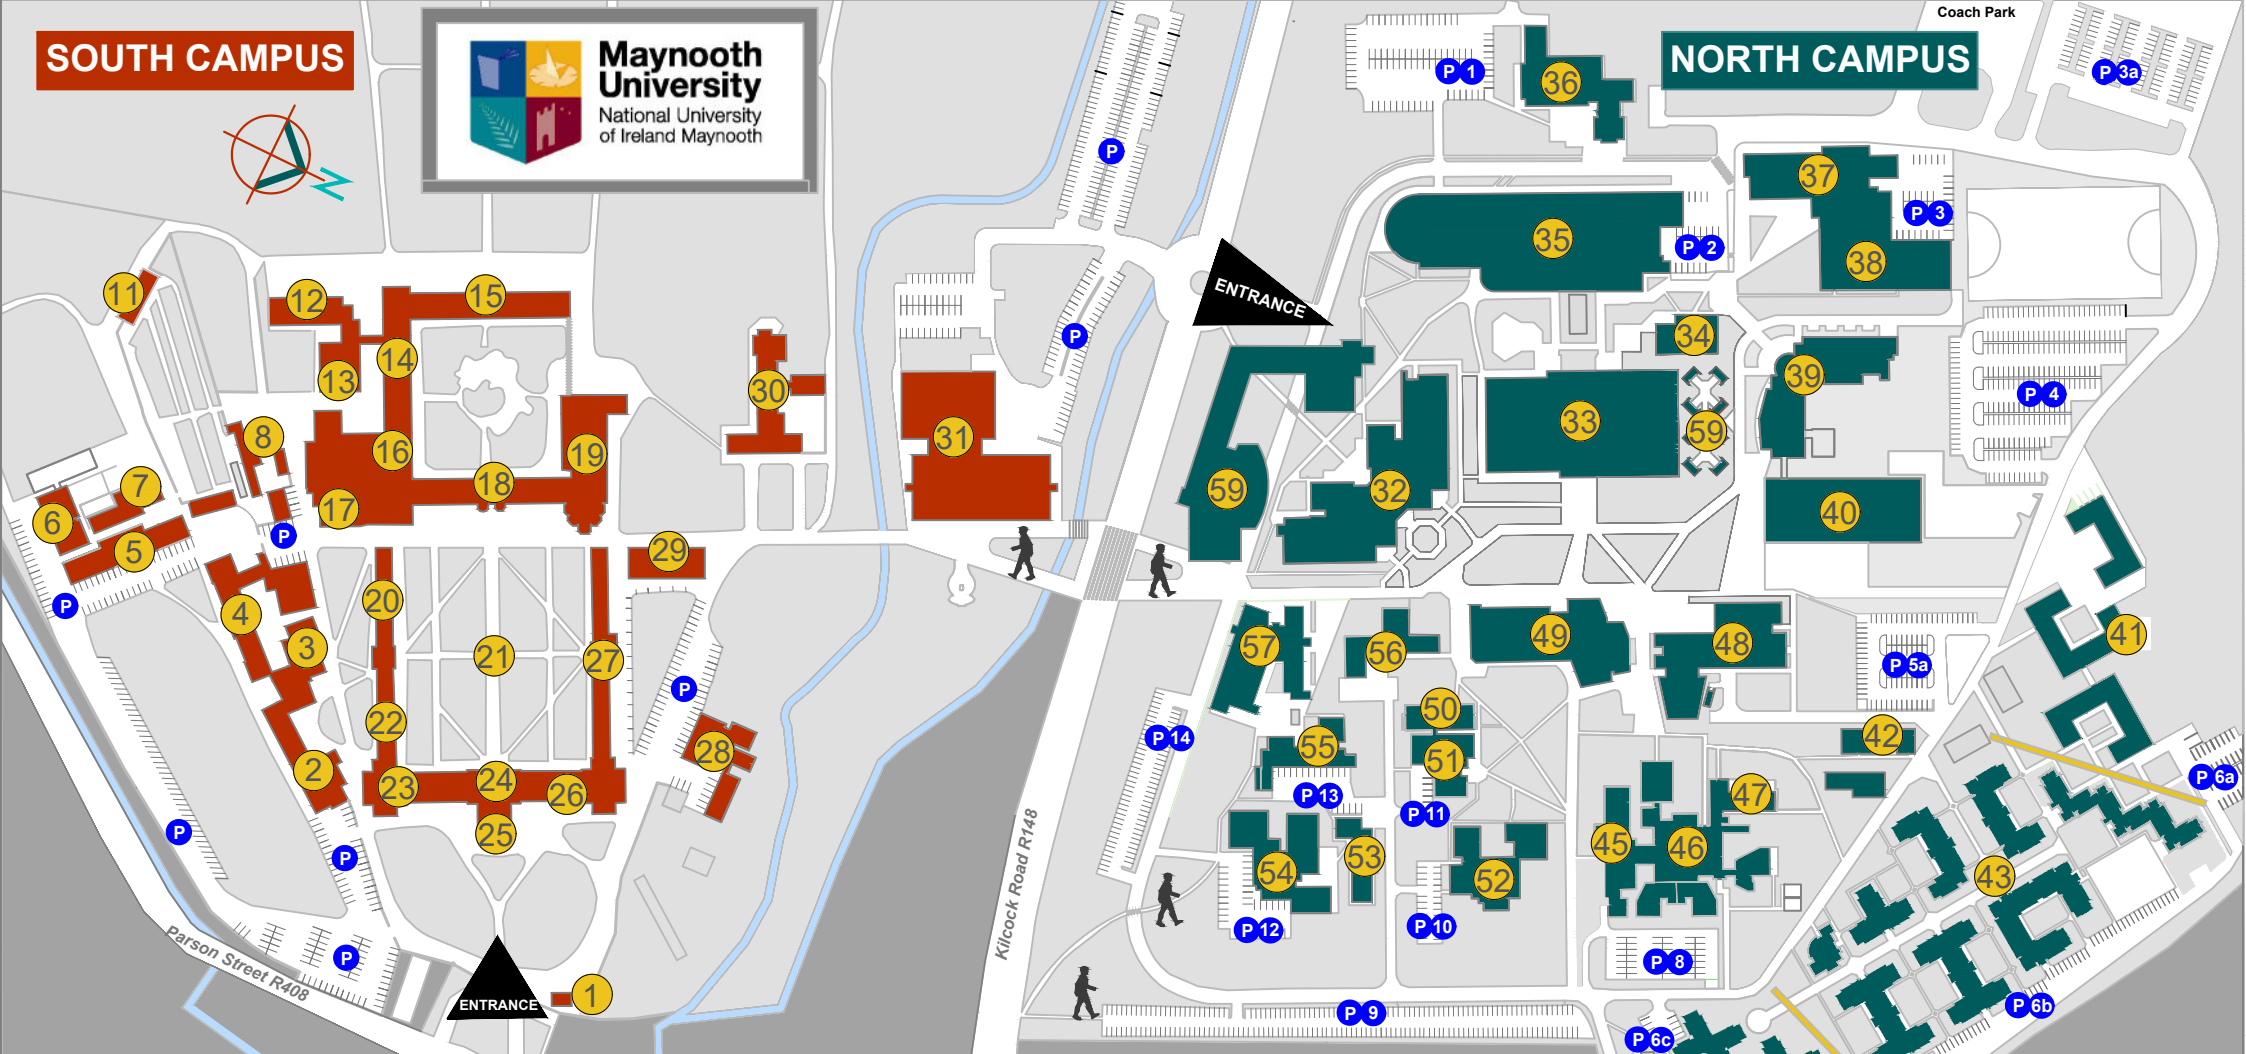 SOUTH CAMPUS
Maynooth
University
National University
of Ireland Maynooth
NORTH CAMPUS
Coach Park
N
P 1
P 3a
36
P
37
P 3
35
P 2
38
ENTRANCE
11
12
15
14
13
30
P
34
39
P 4
8
16
19
31
33
59
7
18
59
32
6
17
40
5
P
29
P
20
4
3
21
27
57
56
49
48
41
P 5a
P
22
50
P 14
55
51
42
28
2
23
24
26
P 13
P 11
47
P 6a
P
25
P
45
46
54
53
52
43
P 12
P 10
P
P 8
Parson Street R408
Kilcock Road R148
ENTRANCE
1
P 9
P 6b
P 6c